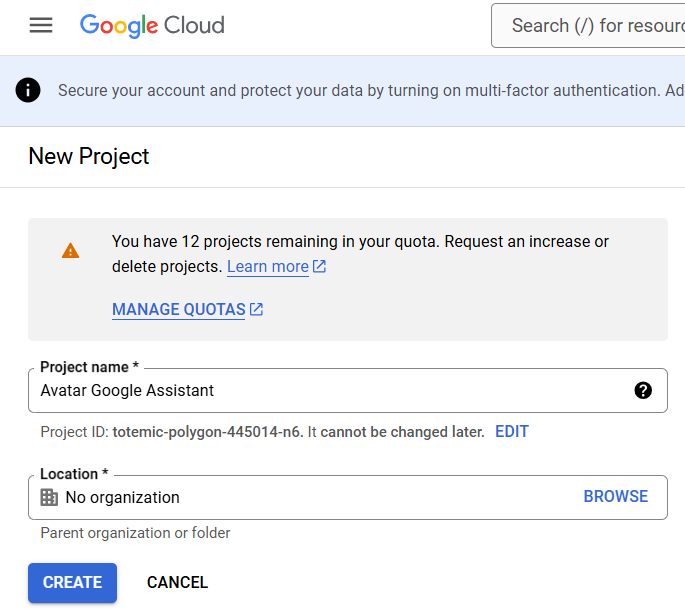 Google Cloud
Search (/) for resour
Secure your account and protect your data by turning on multi-factor authentication. Ad
New Project
You have 12 projects remaining in your quota. Request an increase or
delete projects. Learn more
MANAGE QUOTAS
Project name *
Avatar Google Assistant
Project ID: totemic-polygon-445014-n6. It cannot be changed later. EDIT
Location *
No organization BROWSE
Parent organization or folder
CREATE CANCEL